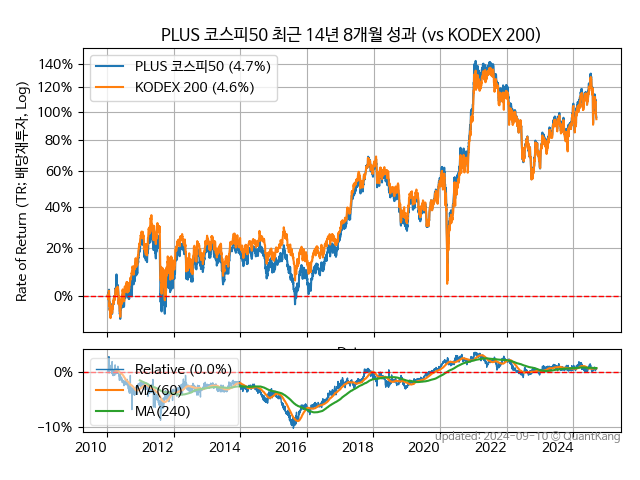 PLUS 코스피50 최근 14년 8개월 성과 (vs KODEX 200)
Rate of Return (TR: 배당재투자, Log)
140%
120%
100%
80%
60%
40%
20%
0%
PLUS 코스피50 (4.7%)
KODEX 200 (4.6%)
0%
−10%
Relative (0.0%)
MA(60)
MA(240)
2010 2012 2014 2016 2018 2020 2022 2024
updated: 2024-09-10 © QuantKang